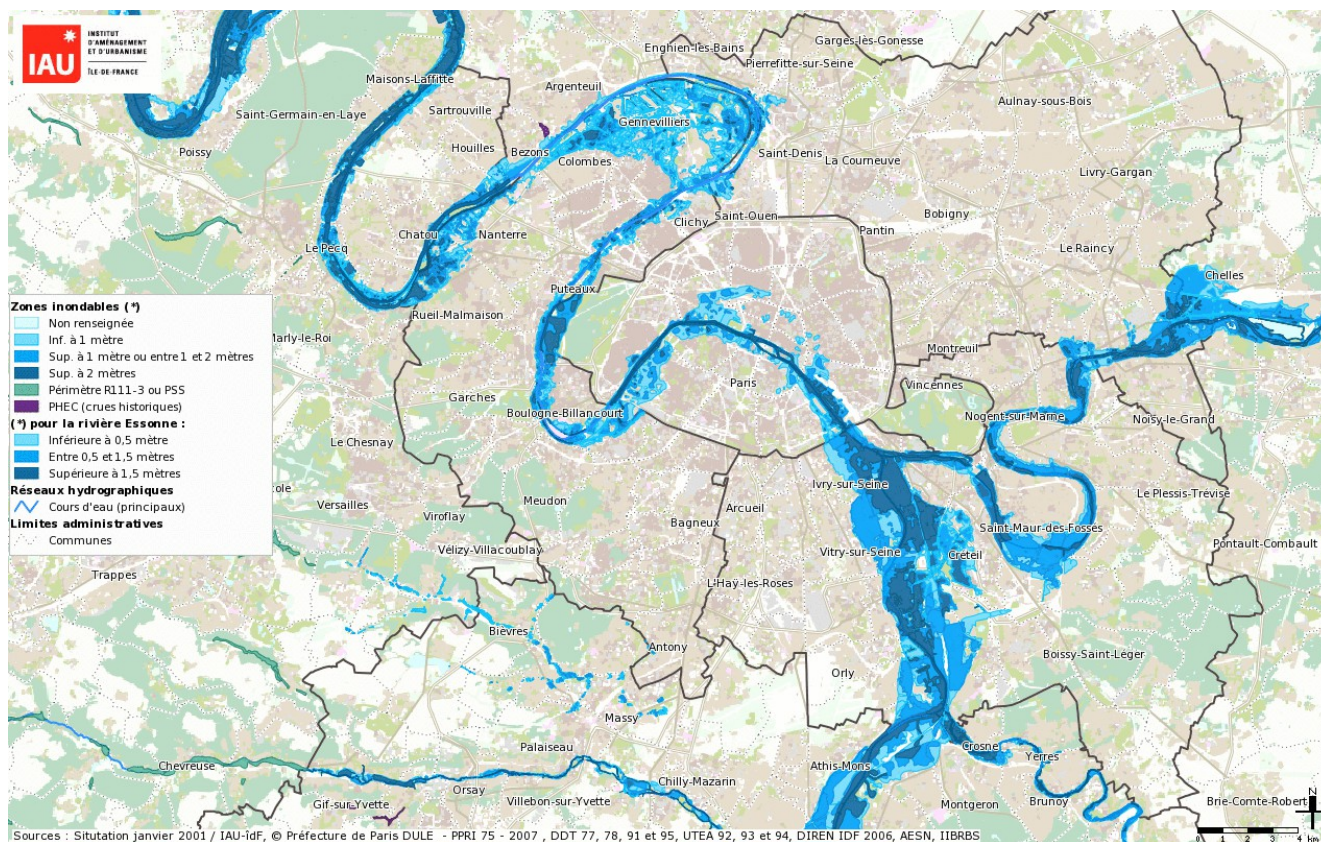 IAU
INSTITUT
D'AMÉNAGEMENT
ET D'URBANISME
ÎLE-DE-FRANCE
Enghien-les-Bains
Garges-lès-Gonesse
Pierrefitte-sur-Seine
Maisons-Laffitte
Argenteuil
Aulnay-sous-Bois
Saint-Germain-en-Laye
Sartrouville
Gennevilliers
Poissy
Houilles
Bezons
Colombes
Saint-Denis
La Courneuve
Livry-Gargan
Clichy
Saint-Ouen
Bobigny
Pantin
Le Pecq
Chatou
Nanterre
Le Raincy
Chelles
Puteaux
Rueil-Malmaison
Marly-le-Roi
Montreuil
Paris
Vincennes
Garches
Boulogne-Billancourt
Nogent-sur-Marne
Noisy-le-Grand
Le Chesnay
Versailles
Viroflay
Meudon
Bagneux
Arcueil
Ivry-sur-Seine
Le Plessis-Trévise
Saint-Maur-des-Fosses
Pontault-Combault
Vélizy-Villacoublay
Vitry-sur-Seine
Creteil
Trappes
L'Haÿ-les-Roses
Bièvres
Antony
Orly
Boissy-Saint-Léger
Massy
Palaiseau
Chevreuse
Crosne
Yerres
Athis-Mons
Chilly-Mazarin
Gif-sur-Yvette
Orsay
Villebon-sur-Yvette
Montgeron
Brunoy
Brie-Comte-Robert
Zones inondables (*)
Non renseignée
Inf. à 1 mètre
Sup. à 1 mètre ou entre 1 et 2 mètres
Sup. à 2 mètres
Périmètre R111-3 ou PSS
PHEC (crues historiques)
(*) pour la rivière Essonne :
Inférieure à 0,5 mètre
Entre 0,5 et 1,5 mètres
Supérieure à 1,5 mètres
Réseaux hydrographiques
Cours d'eau (principaux)
Limites administratives
Communes
Sources : Situtation janvier 2001 / IAU-îdF, © Préfecture de Paris DULE - PPRI 75 - 2007 , DDT 77, 78, 91 et 95, UTEA 92, 93 et 94, DIREN IDF 2006, AESN, IIBRBS
N
0 1 2 3 4
Km